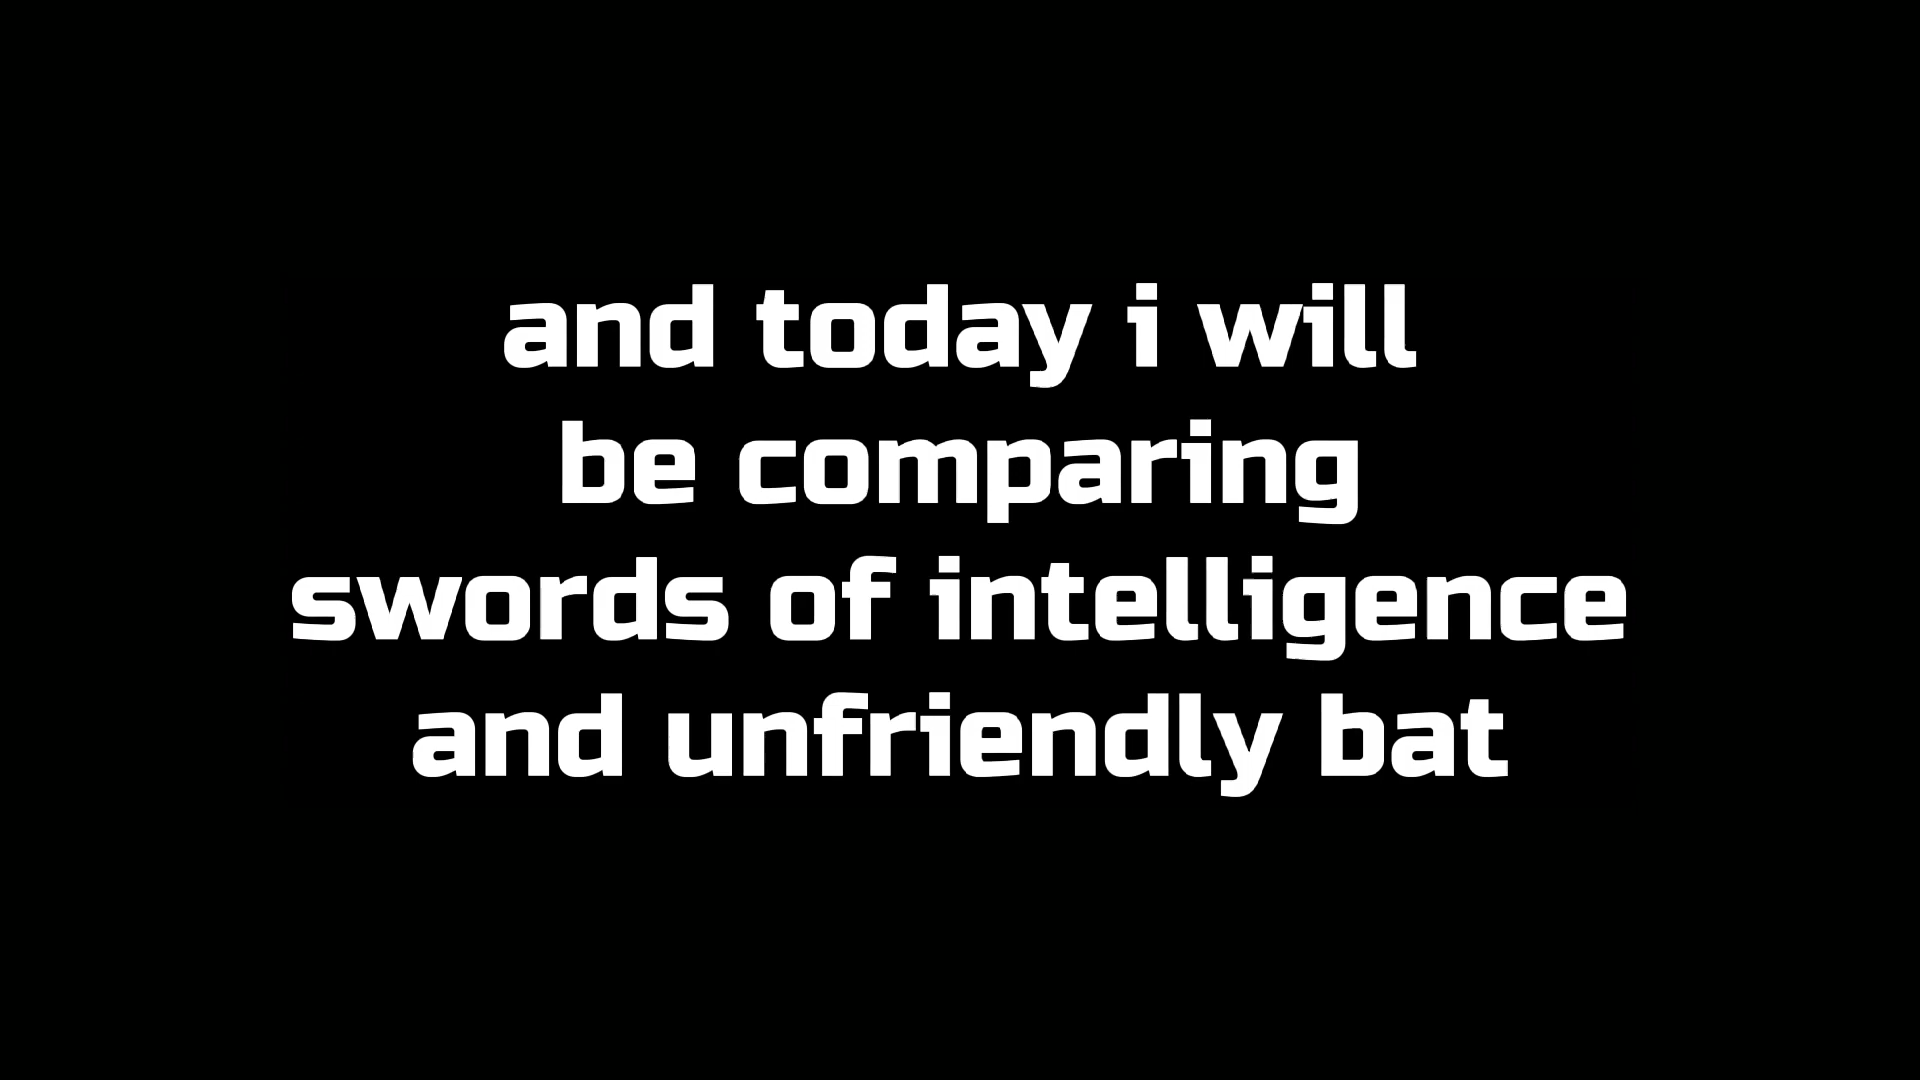 and today i will
be comparing
swords of intelligence
and unfriendly bat